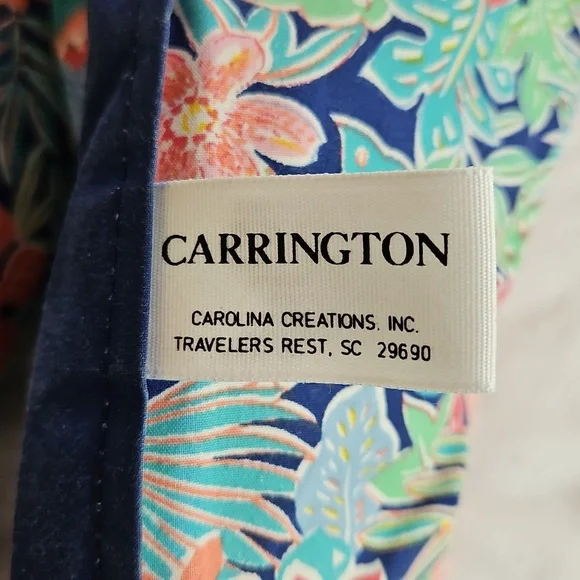 CARRINGTON
CAROLINA CREATIONS, INC.
TRAVELERS REST, SC 29690